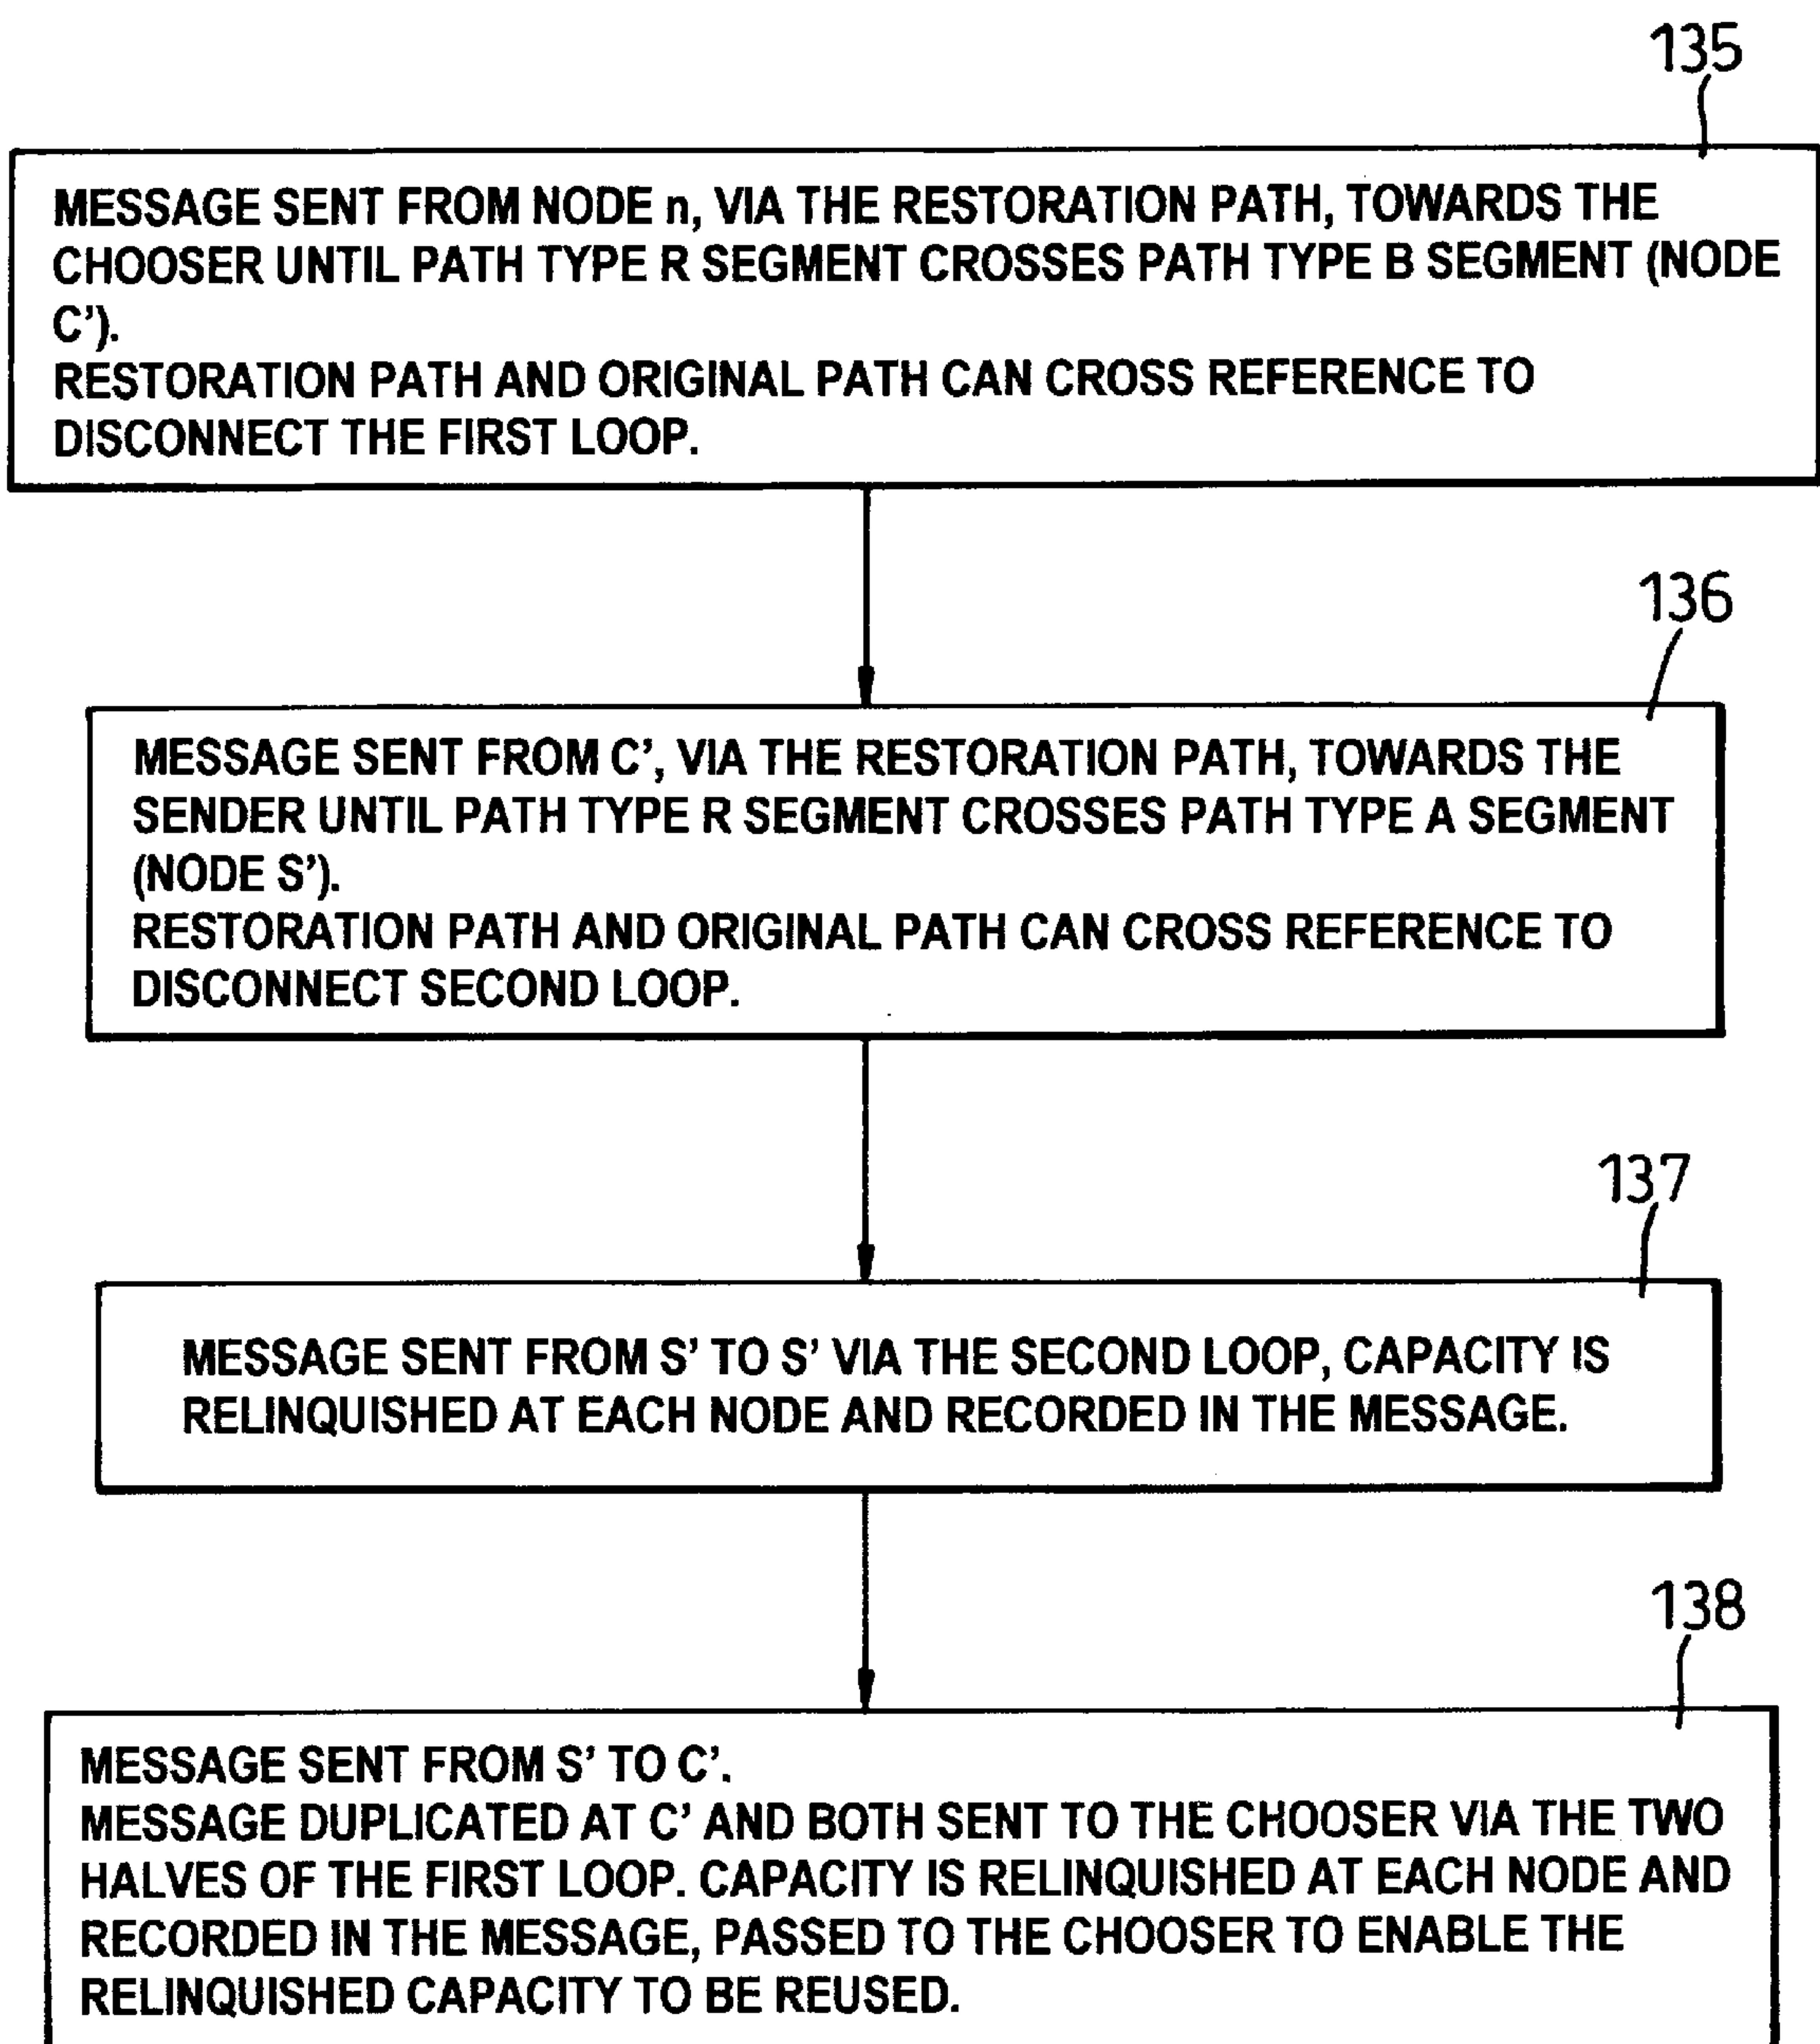 135
MESSAGE SENT FROM NODE n, VIA THE RESTORATION PATH, TOWARDS THE
CHOOSER UNTIL PATH TYPE R SEGMENT CROSSES PATH TYPE B SEGMENT (NODE
C’).
RESTORATION PATH AND ORIGINAL PATH CAN CROSS REFERENCE TO
DISCONNECT THE FIRST LOOP.
136
MESSAGE SENT FROM C’, VIA THE RESTORATION PATH, TOWARDS THE
SENDER UNTIL PATH TYPE R SEGMENT CROSSES PATH TYPE A SEGMENT
(NODE S’).
RESTORATION PATH AND ORIGINAL PATH CAN CROSS REFERENCE TO
DISCONNECT SECOND LOOP.
137
MESSAGE SENT FROM S’ TO S’ VIA THE SECOND LOOP, CAPACITY IS
RELINQUISHED AT EACH NODE AND RECORDED IN THE MESSAGE.
138
MESSAGE SENT FROM S’ TO C’.
MESSAGE DUPLICATED AT C’ AND BOTH SENT TO THE CHOOSER VIA THE TWO
HALVES OF THE FIRST LOOP. CAPACITY IS RELINQUISHED AT EACH NODE AND
RECORDED IN THE MESSAGE, PASSED TO THE CHOOSER TO ENABLE THE
RELINQUISHED CAPACITY TO BE REUSED.